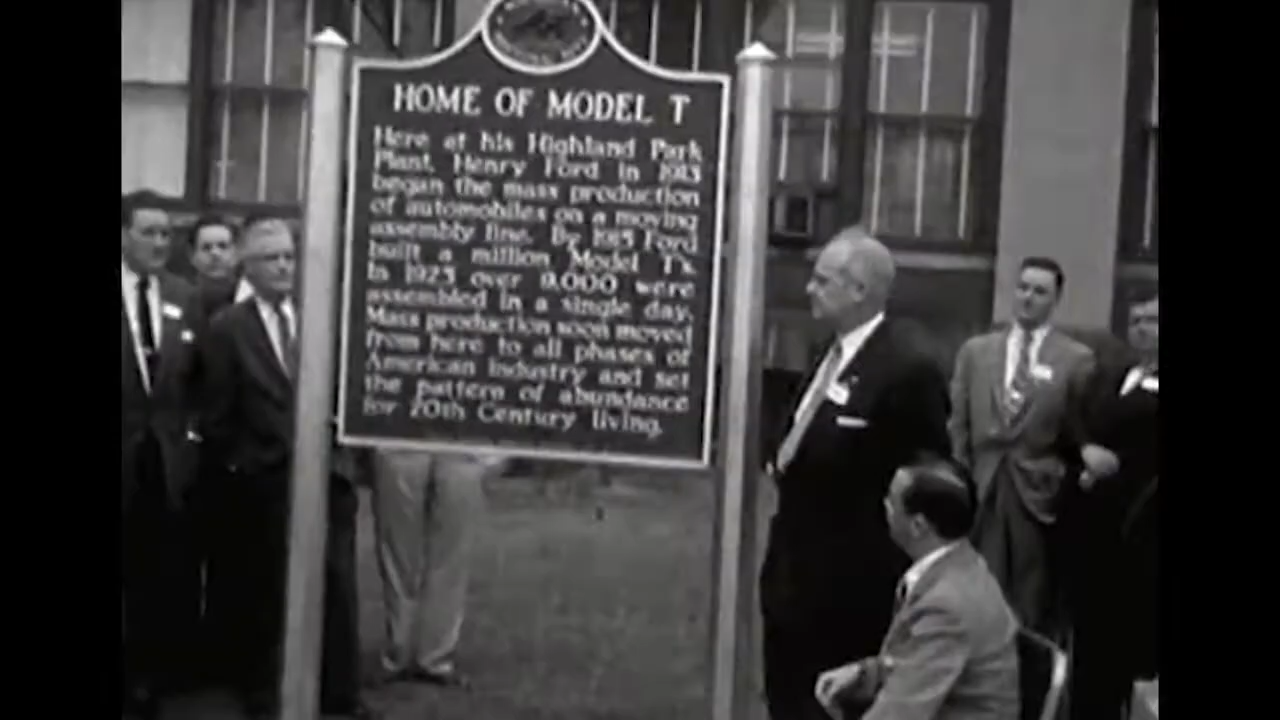 HOME OF MODEL T
Here at his Highland Park
Plant, Henry Ford in 1913
began the mass production
of automobiles on a moving
assembly line. By 1915 Ford
built a million Model T's.
In 1925 over 9,000 were
assembled in a single day.
Mass production soon moved
from here to all phases of
American industry and set
the pattern of abundance
for 20th Century living.